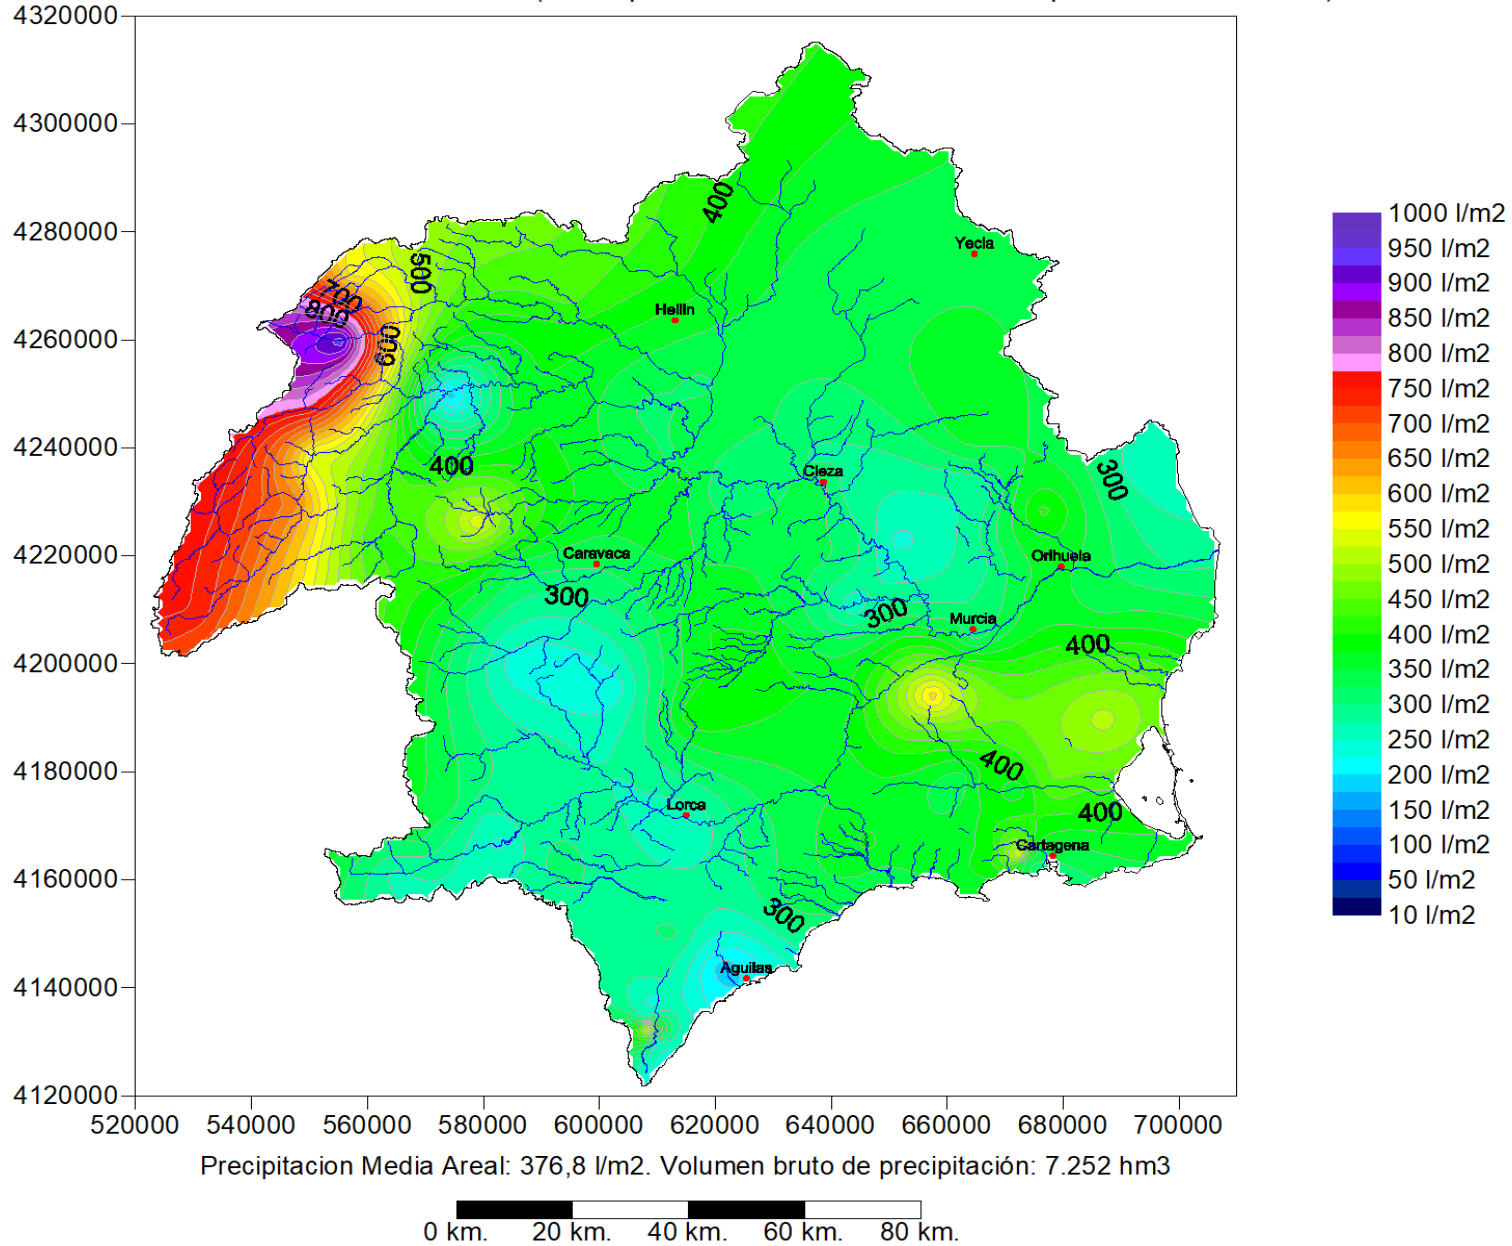 4320000
4300000
4280000
4260000
4240000
4220000
4200000
4180000
4160000
4140000
4120000
520000 540000 560000 580000 600000 620000 640000 660000 680000 700000
400
Yecla
500
700
800
600
Hellin
400
Cieza
300
Caravaca
Orihuela
300
300
Murcia
400
400
Lorca
400
Cartagena
300
Aguilas
1000 l/m2
950 l/m2
900 l/m2
850 l/m2
800 l/m2
750 l/m2
700 l/m2
650 l/m2
600 l/m2
550 l/m2
500 l/m2
450 l/m2
400 l/m2
350 l/m2
300 l/m2
250 l/m2
200 l/m2
150 l/m2
100 l/m2
50 l/m2
10 l/m2
Precipitacion Media Areal: 376,8 l/m2. Volumen bruto de precipitación: 7.252 hm3
0 km. 20 km. 40 km. 60 km. 80 km.